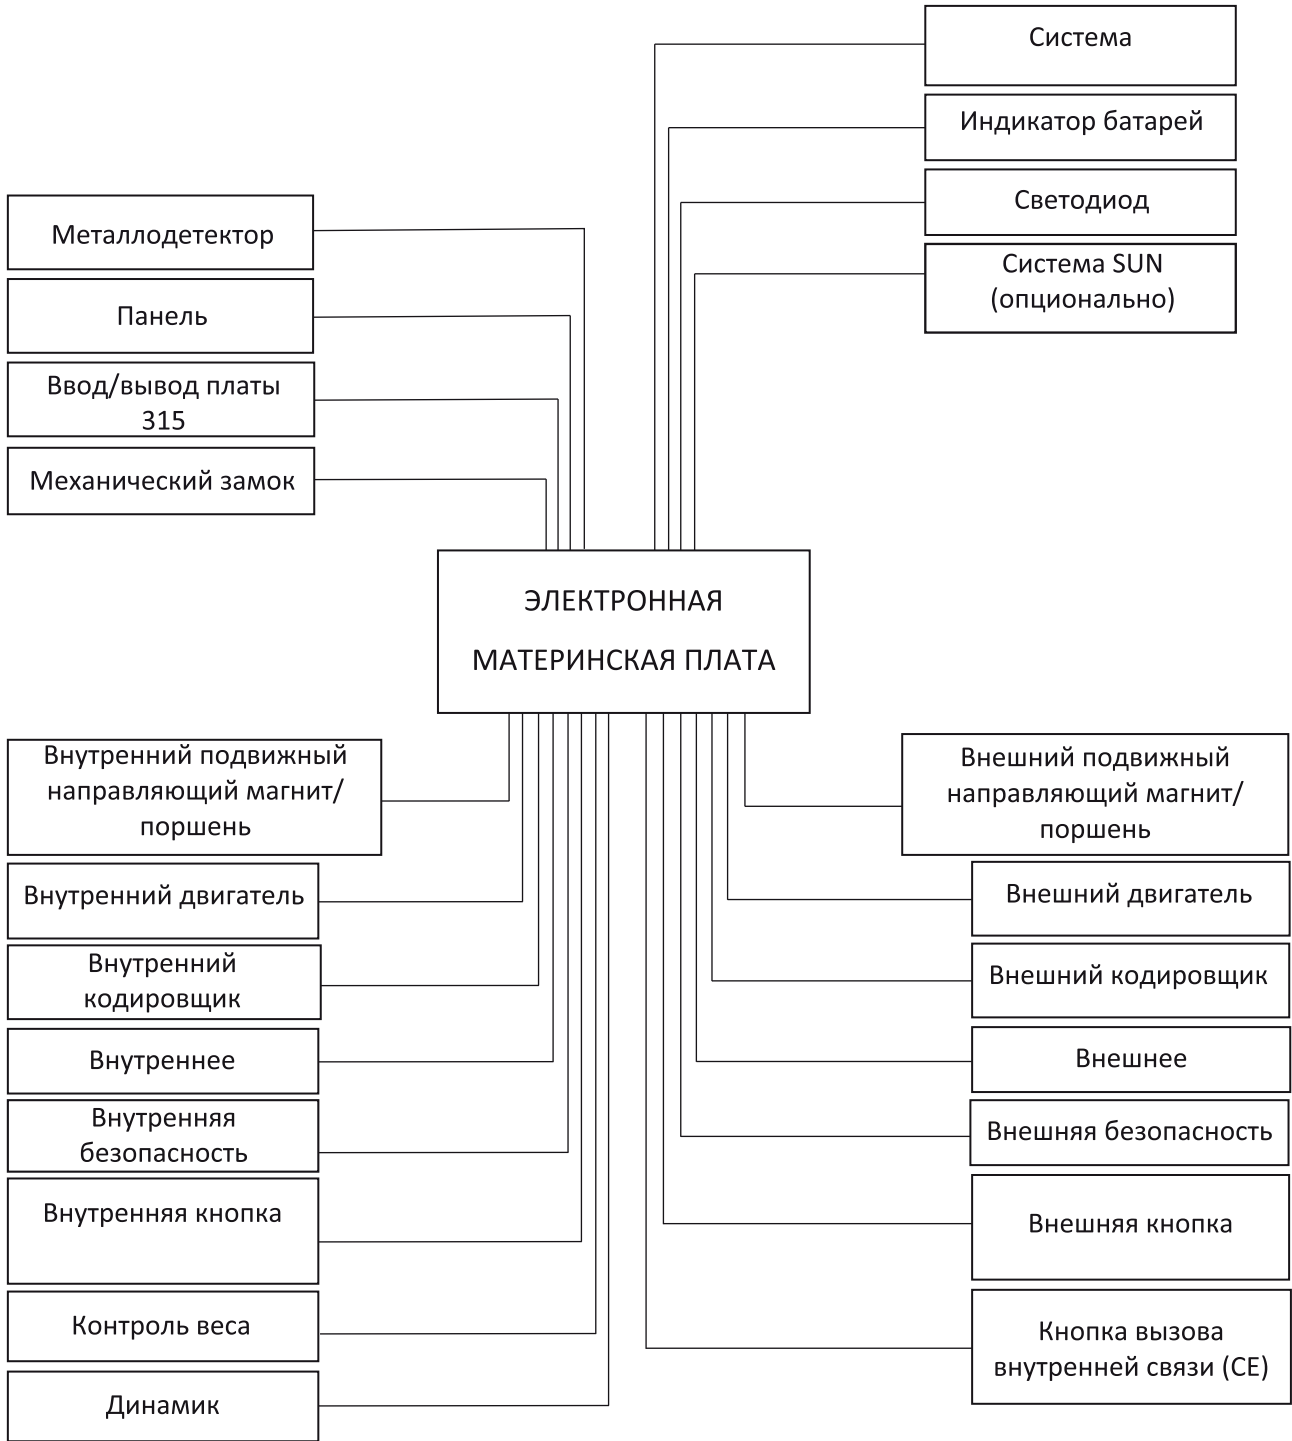 Система
Индикатор батарей
Светодиод
Система SUN
(опционально)
Металлодетектор
Панель
Ввод/вывод платы
315
Механический замок
ЭЛЕКТРОННАЯ
МАТЕРИНСКАЯ ПЛАТА
Внутренний подвижный
направляющий магнит/
поршень
Внутренний двигатель
Внутренний
кодировщик
Внутреннее
Внутренняя
безопасность
Внутренняя кнопка
Контроль веса
Динамик
Внешний подвижный
направляющий магнит/
поршень
Внешний двигатель
Внешний кодировщик
Внешнее
Внешняя безопасность
Внешняя кнопка
Кнопка вызова
внутренней связи (CE)